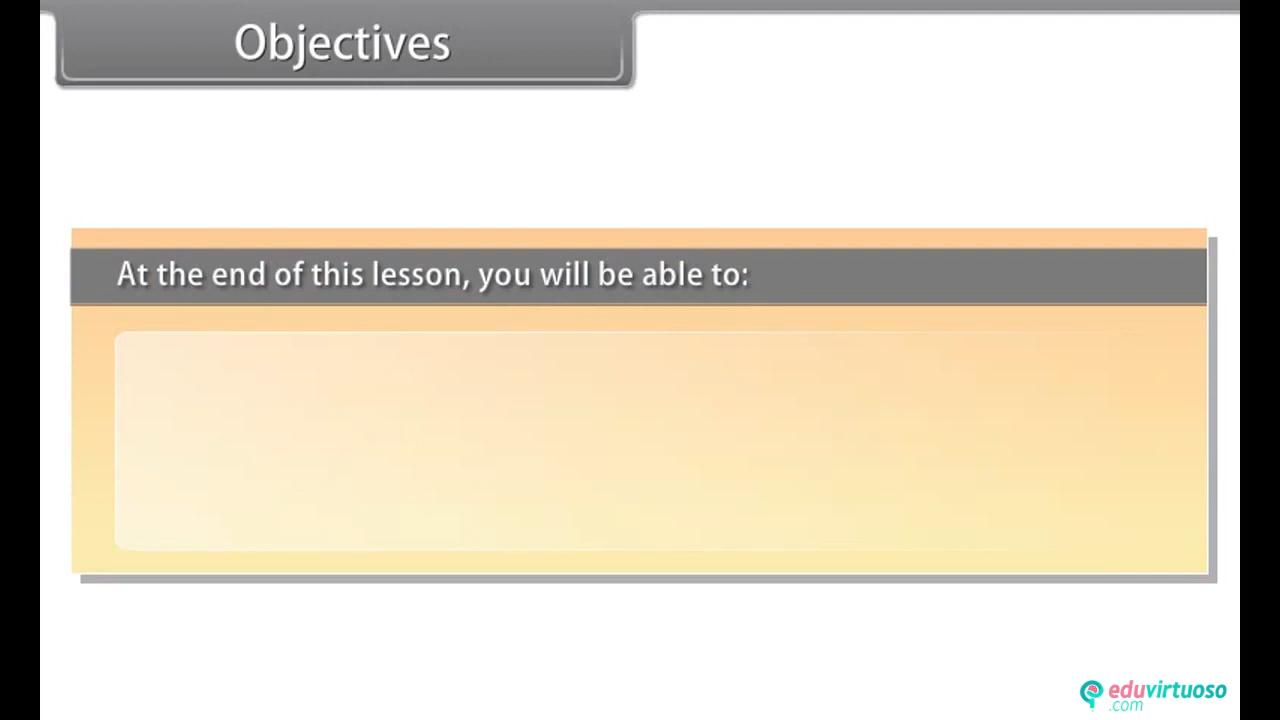 Objectives
At the end of this lesson, you will be able to:
eduvirtuoso
.com